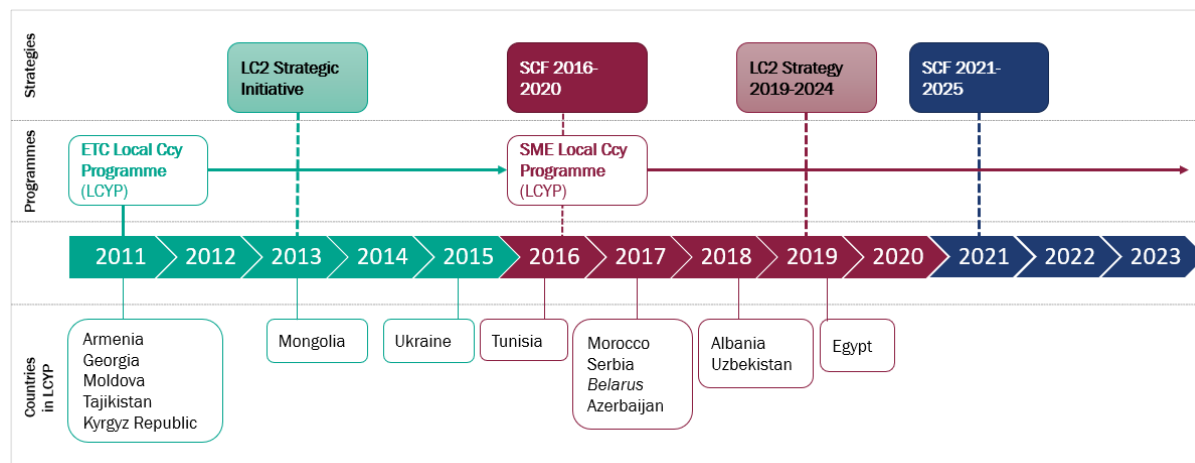 Strategies
LC2 Strategic
Initiative
SCF 2016-
2020
LC2 Strategy
2019-2024
SCF 2021-
2025
Programmes
ETC Local Ccy
Programme
(LCYP)
SME Local Ccy
Programme
(LCYP)
2011
2012
2013
2014
2015
2016
2017
2018
2019
2020
2021
2022
2023
Countries
in LCYP
Armenia
Georgia
Moldova
Tajikistan
Kyrgyz Republic
Mongolia
Ukraine
Tunisia
Morocco
Serbia
Belarus
Azerbaijan
Albania
Uzbekistan
Egypt